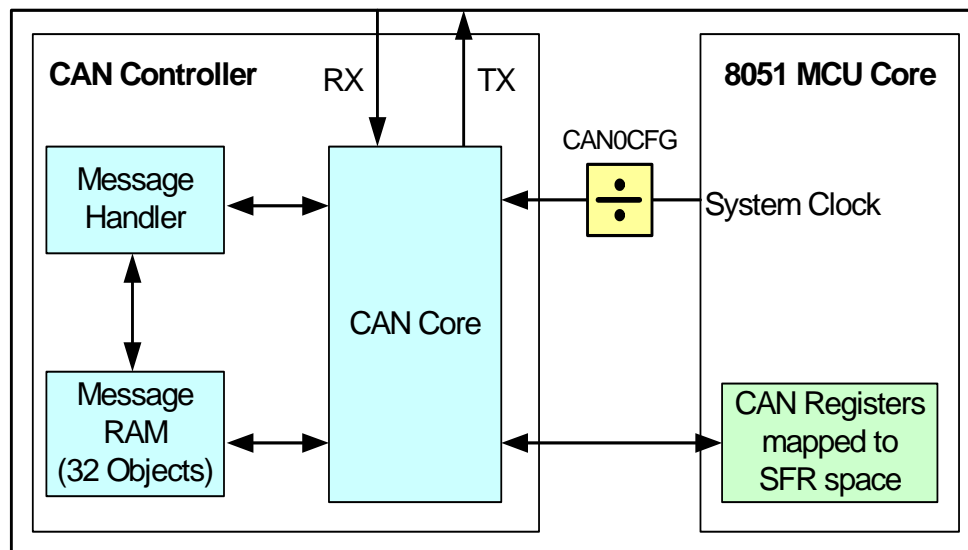 CAN Controller
RX
TX
8051 MCU Core
CAN0CFG
Message
Handler
System Clock
CAN Core
Message
RAM
(32 Objects)
CAN Registers
mapped to
SFR space